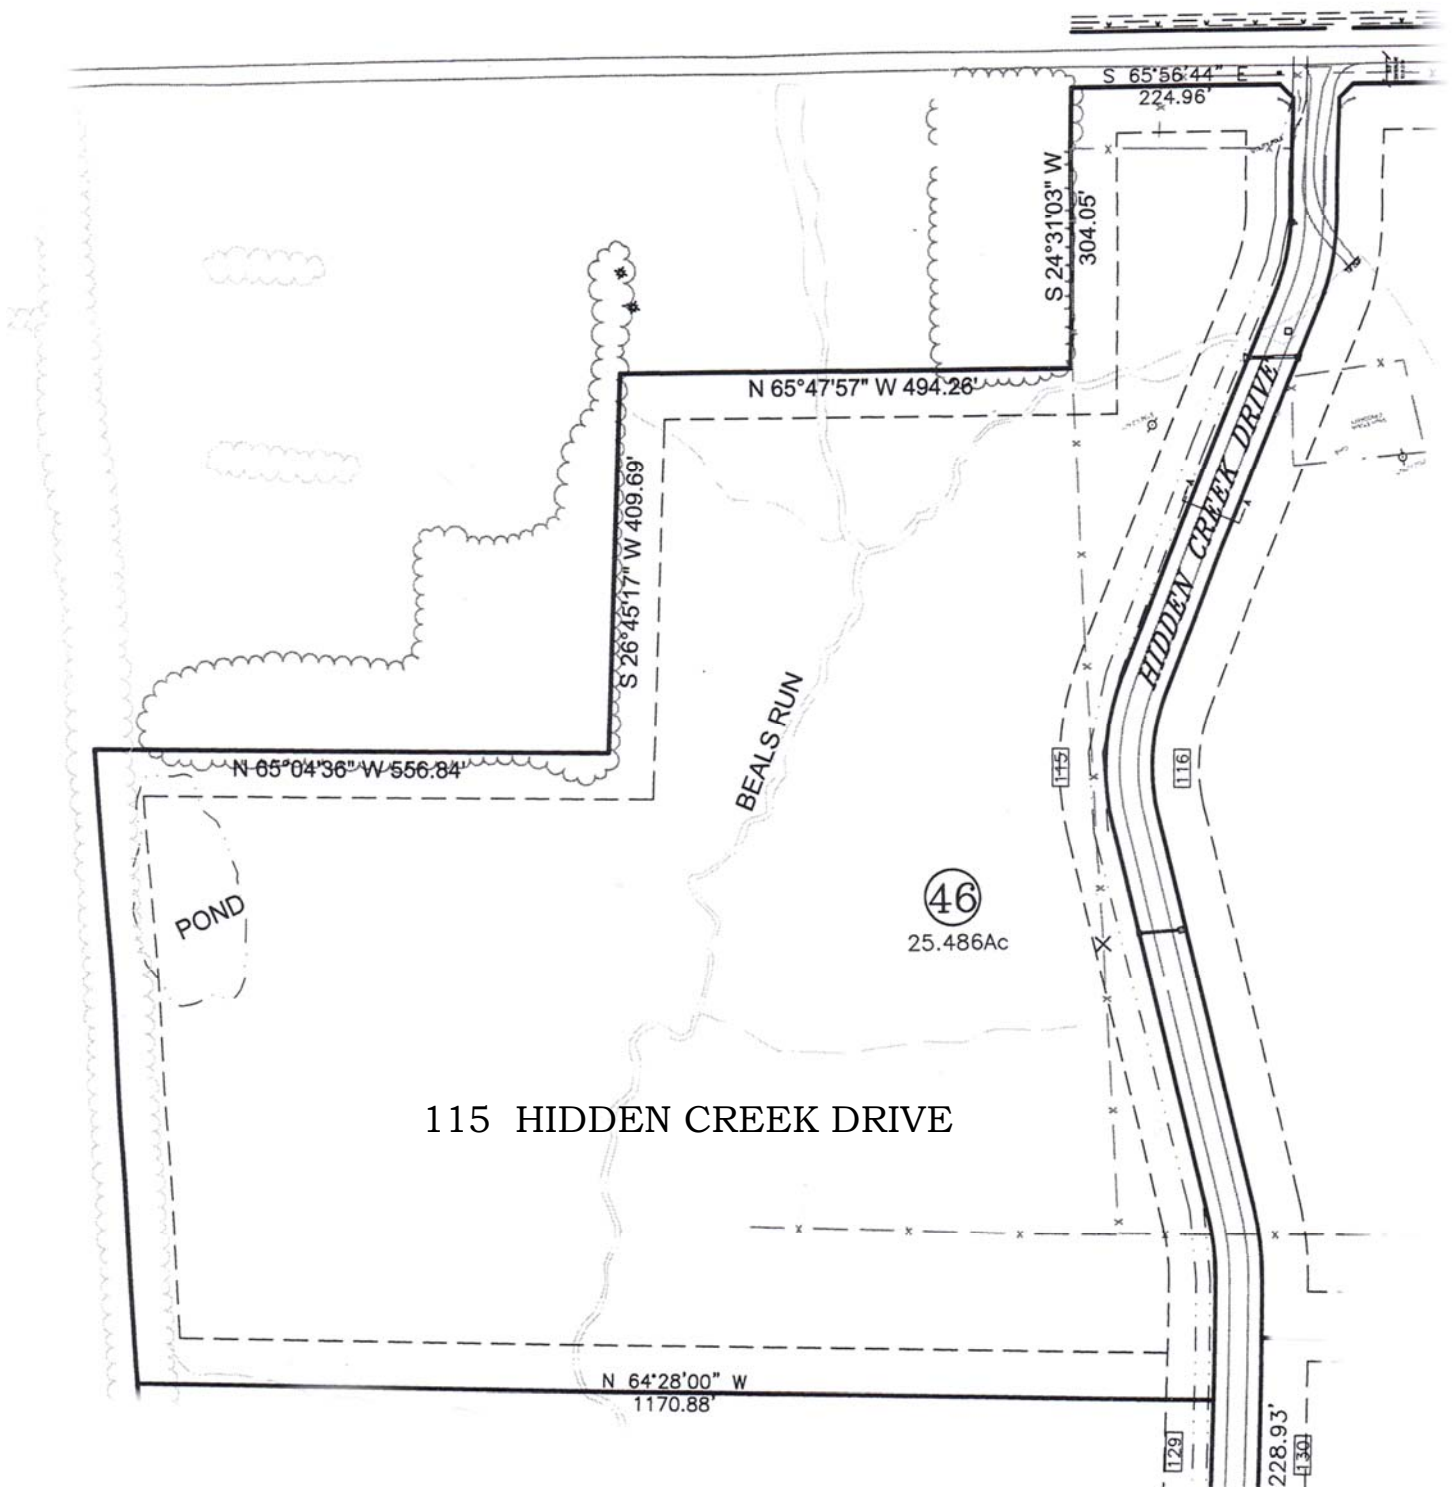 S 65°56'44" E
224.96'
S 24°31'03" W
304.05'
N 65°47'57" W 494.26'
HIDDEN CREEK DRIVE
S 26°45'17" W 409.69'
BEALS RUN
N 65°04'36" W 556.84'
115
116
POND
46
25.486Ac
115 HIDDEN CREEK DRIVE
N 64°28'00" W
1170.88'
129
228.93'
130